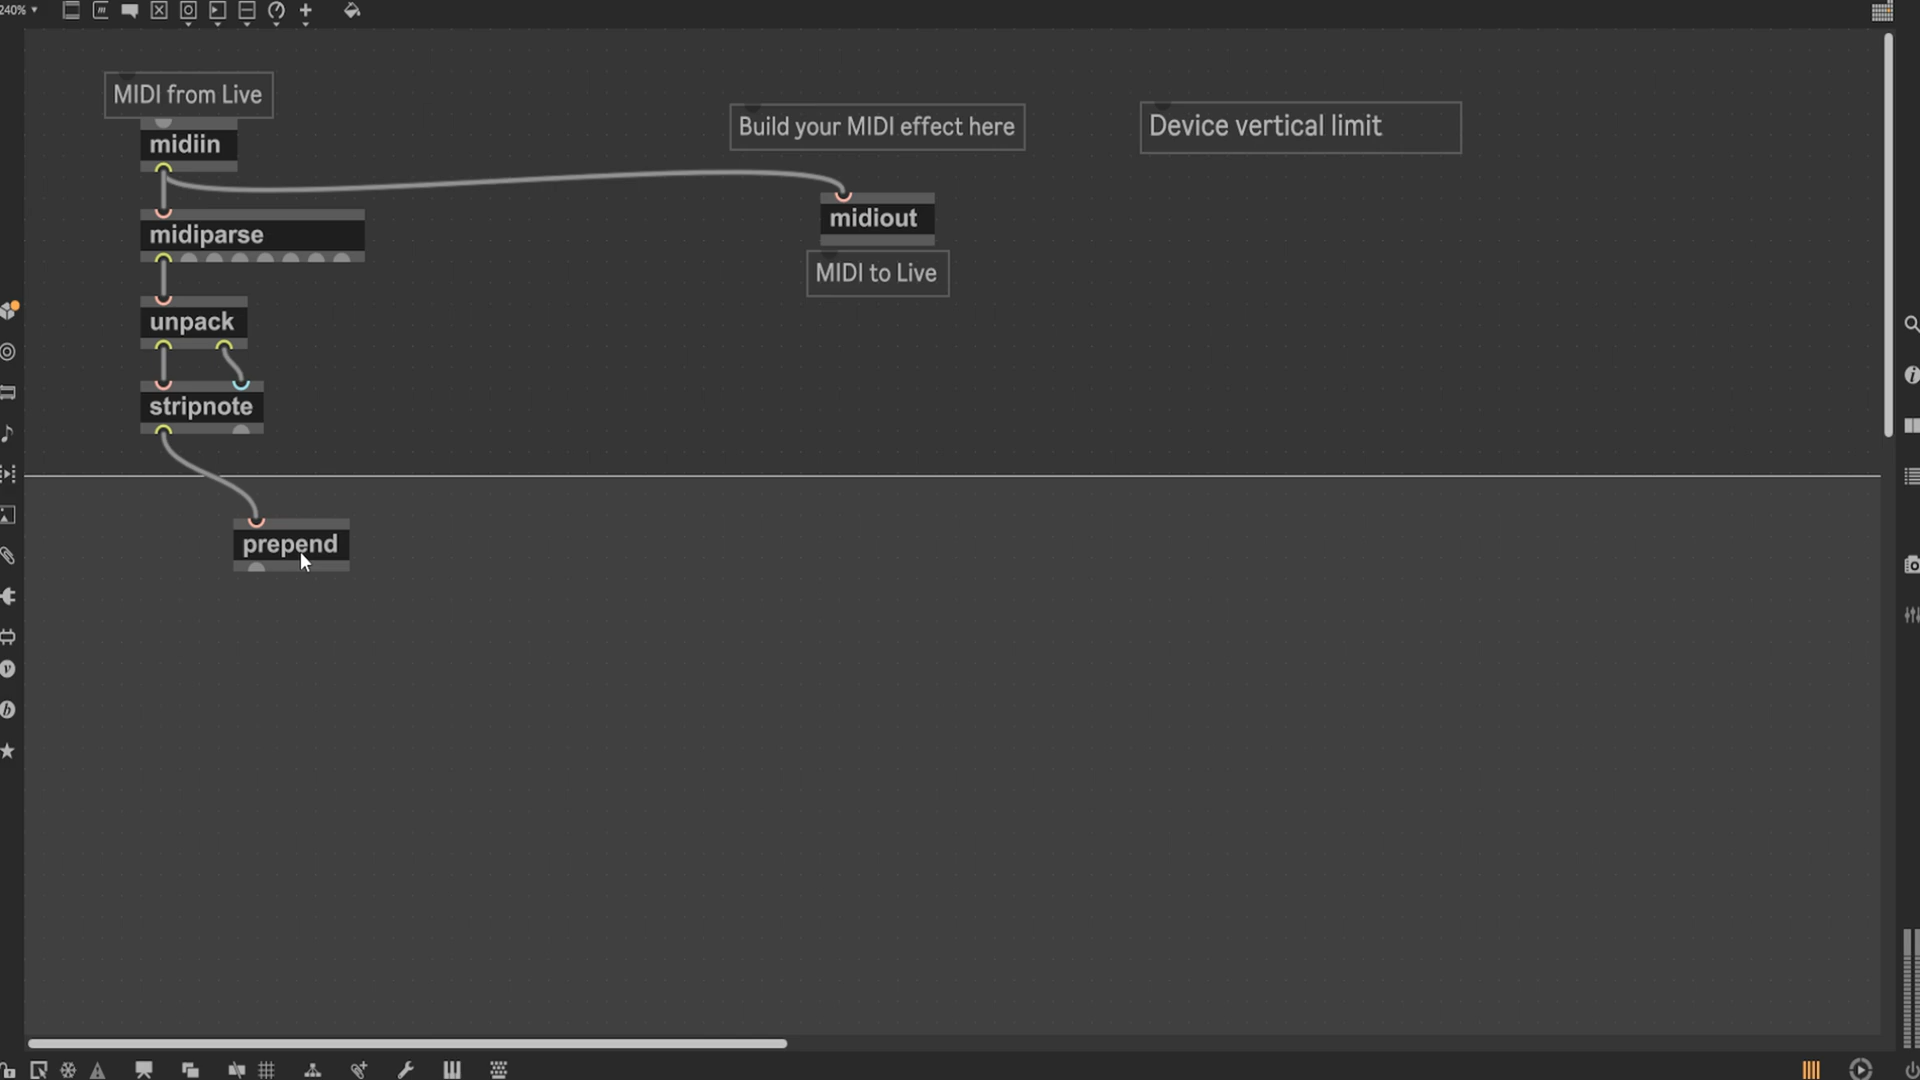 240%
MIDI from Live
midiin
Build your MIDI effect here
Device vertical limit
midiparse
midiout
MIDI to Live
unpack
stripnote
prepend